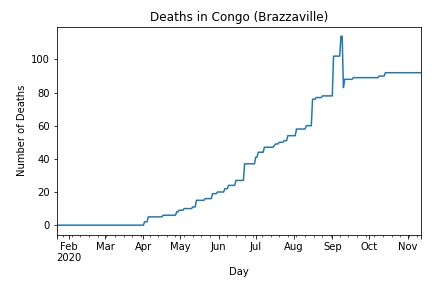 Deaths in Congo (Brazzaville)
Number of Deaths
100
80
60
40
20
0
Feb Mar Apr May Jun Jul Aug Sep Oct Nov
2020
Day